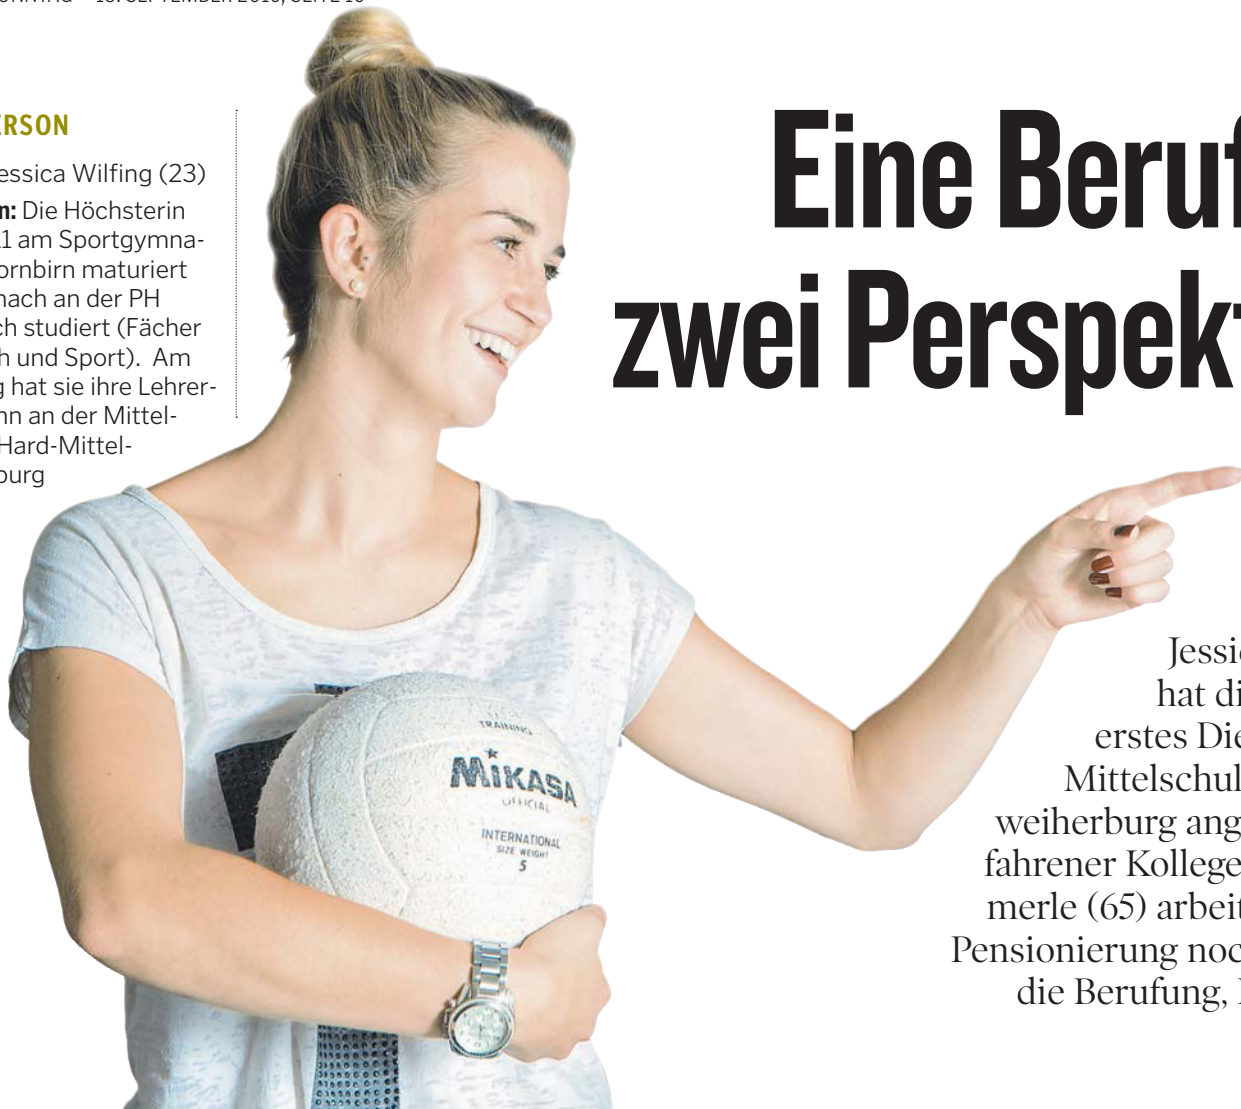 ERSON
essica Wilfing (23)
n: Die Höchsterin
1 am Sportgymna-
ornbirn maturiert
nach an der PH
ch studiert (Fächer
h und Sport). Am
g hat sie ihre Lehrer-
nn an der Mittel-
Hard-Mittel-
burg
Eine Beruf
zwei Perspekt
TRAINING
MIKASA
OFFICIAL
INTERNATIONAL
SIZE WEIGHT
5
Jessi
hat di
erstes Die
Mittelschul
weiherburg ang
fahrener Kollege
merle (65) arbeit
Pensionierung noc
die Berufung,